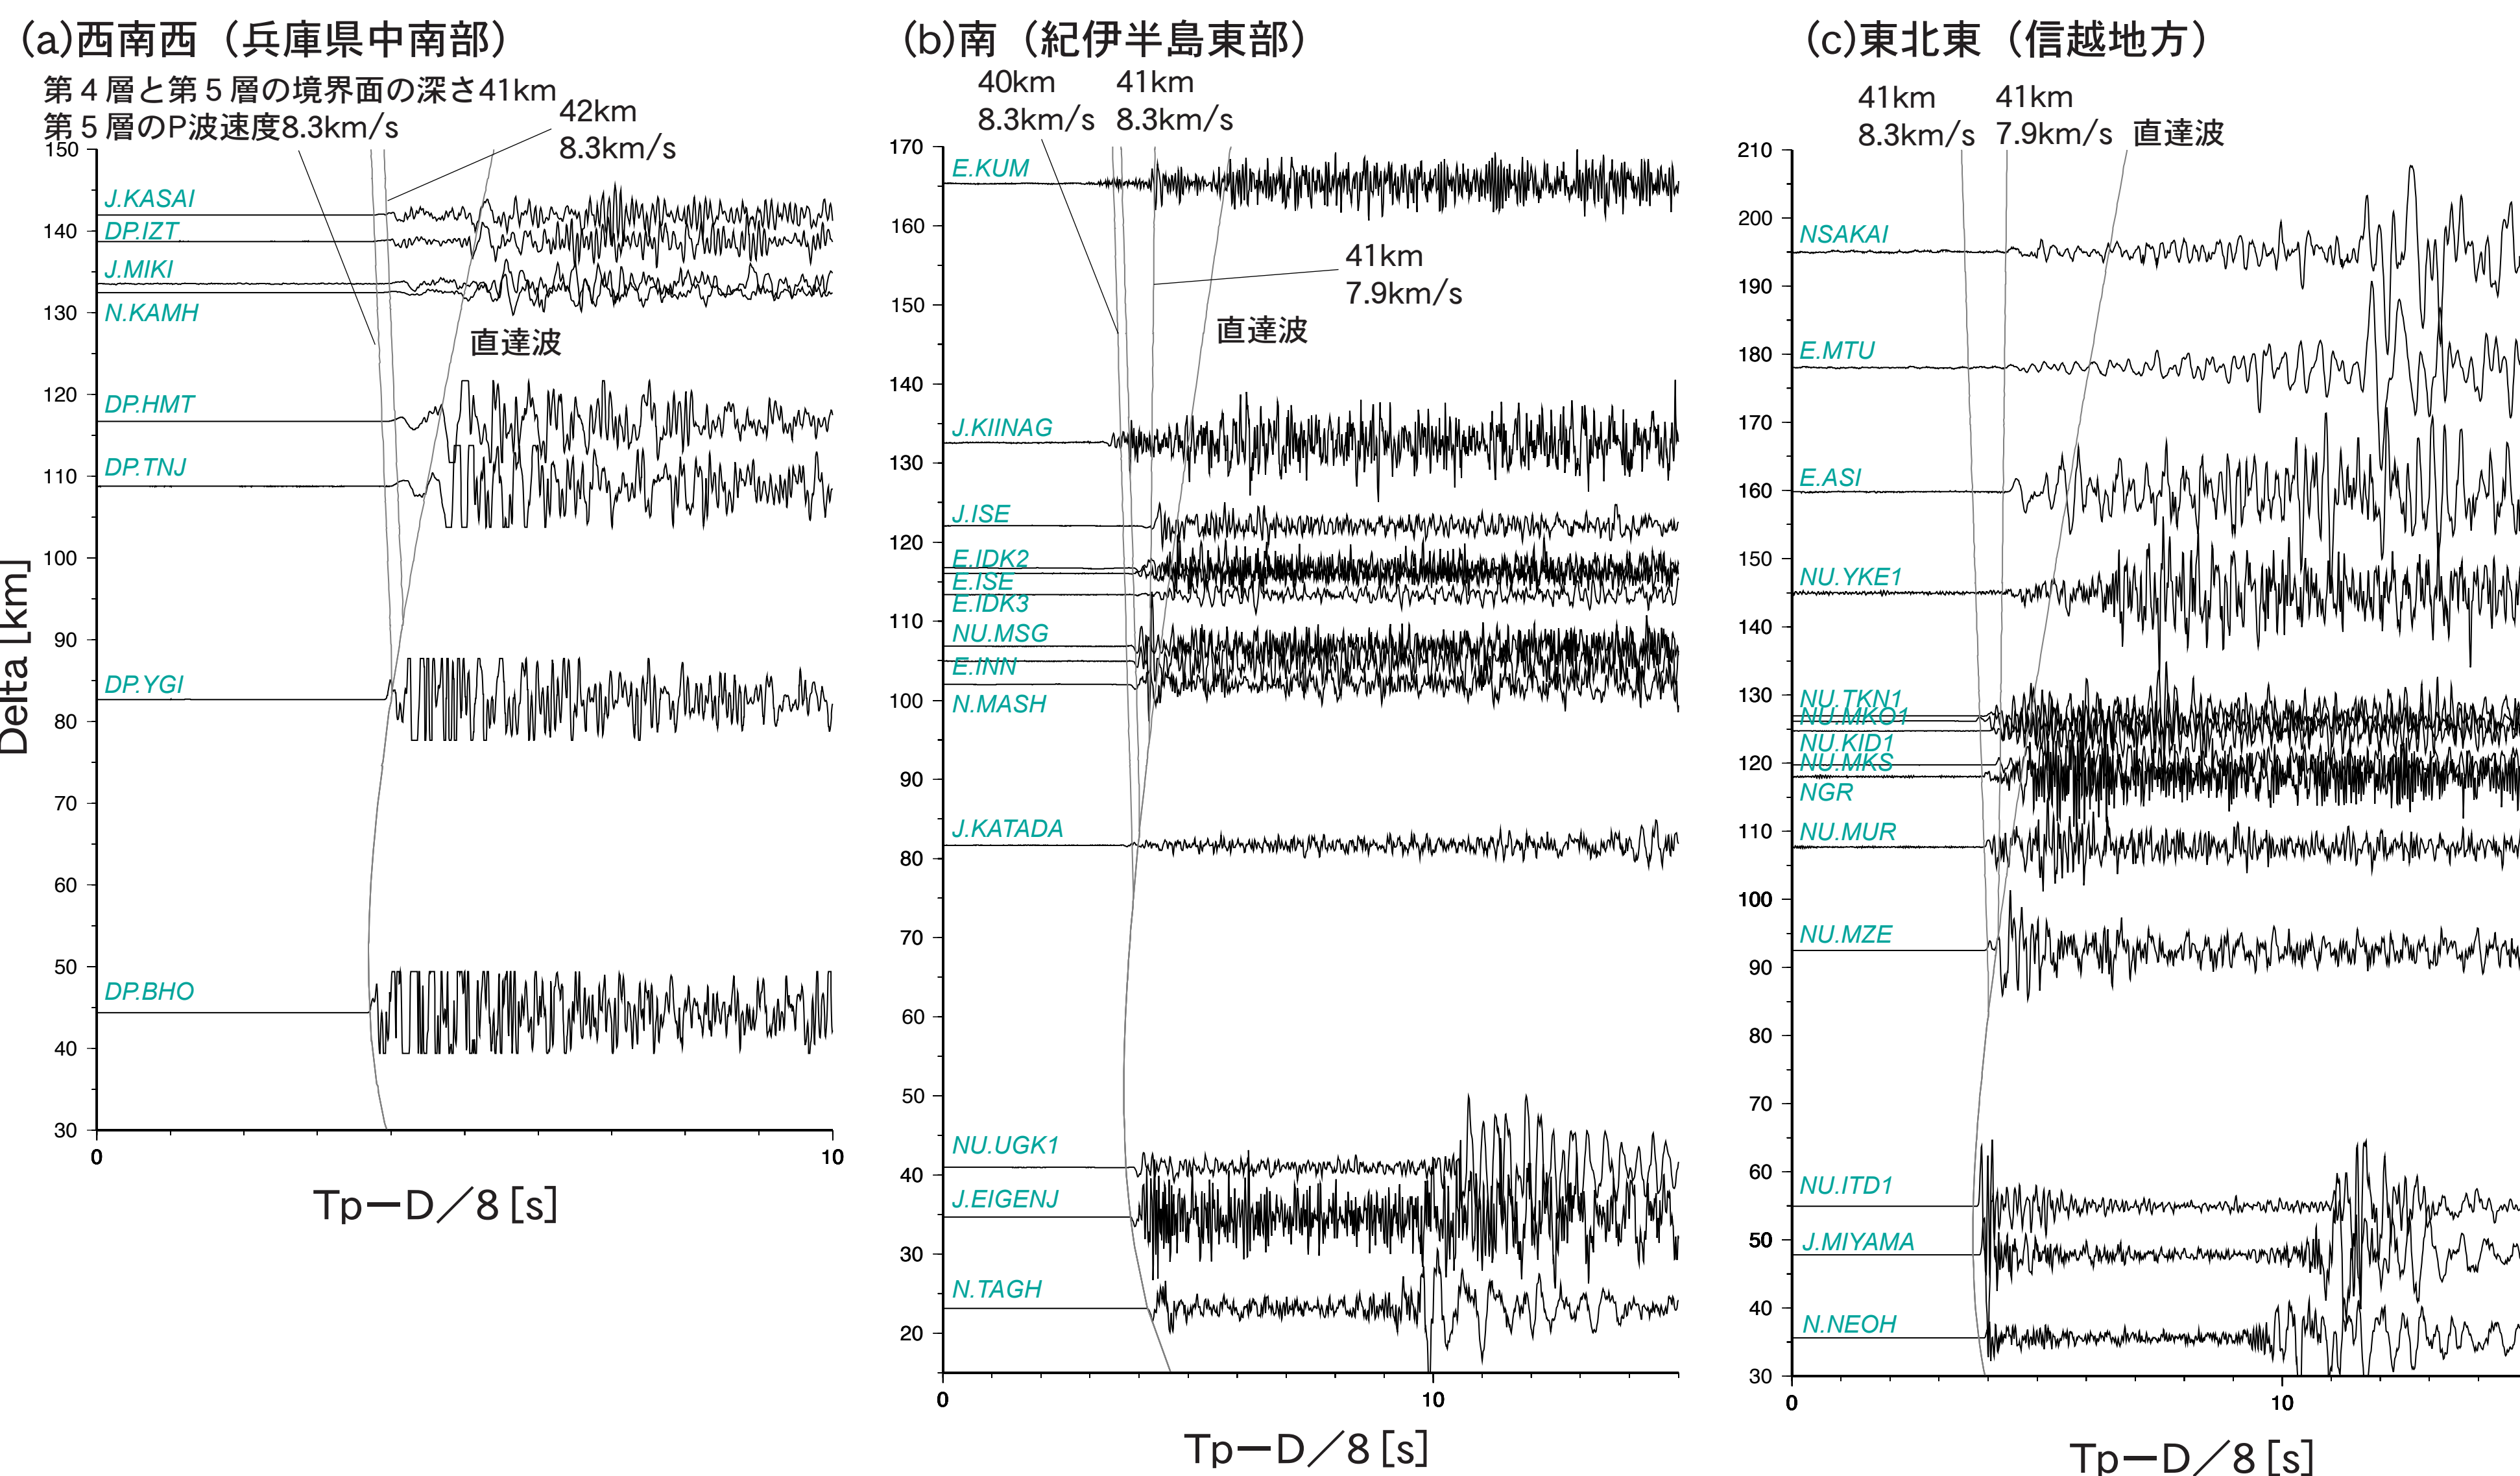 (a)西南西（兵庫県中南部）
第４層と第５層の境界面の深さ41km
第５層のP波速度8.3km/s
42km
8.3km/s
150
140
130
120
110
100
90
80
70
60
50
40
30
Delta [km]
J.KASAI
DP.IZT
J.MIKI
N.KAMH
直達波
DP.HMT
DP.TNJ
DP.YGI
DP.BHO
0
10
Tp－D／8 [s]
(b)南（紀伊半島東部）
40km
8.3km/s
41km
8.3km/s
170
160
150
140
130
120
110
100
90
80
70
60
50
40
30
20
E.KUM
41km
7.9km/s
直達波
J.KIINAG
J.ISE
E.IDK2
E.ISE
E.IDK3
NU.MSG
E.INN
N.MASH
J.KATADA
NU.UGK1
J.EIGENJ
N.TAGH
0
10
Tp－D／8 [s]
(c)東北東（信越地方）
41km
8.3km/s
41km
7.9km/s
直達波
210
200
190
180
170
160
150
140
130
120
110
100
90
80
70
60
50
40
30
NSAKAI
E.MTU
E.ASI
NU.YKE1
NU.TKN1
NU.MKO1
NU.KID1
NU.MKS
NGR
NU.MUR
NU.MZE
NU.ITD1
J.MIYAMA
N.NEOH
0
10
Tp－D／8 [s]